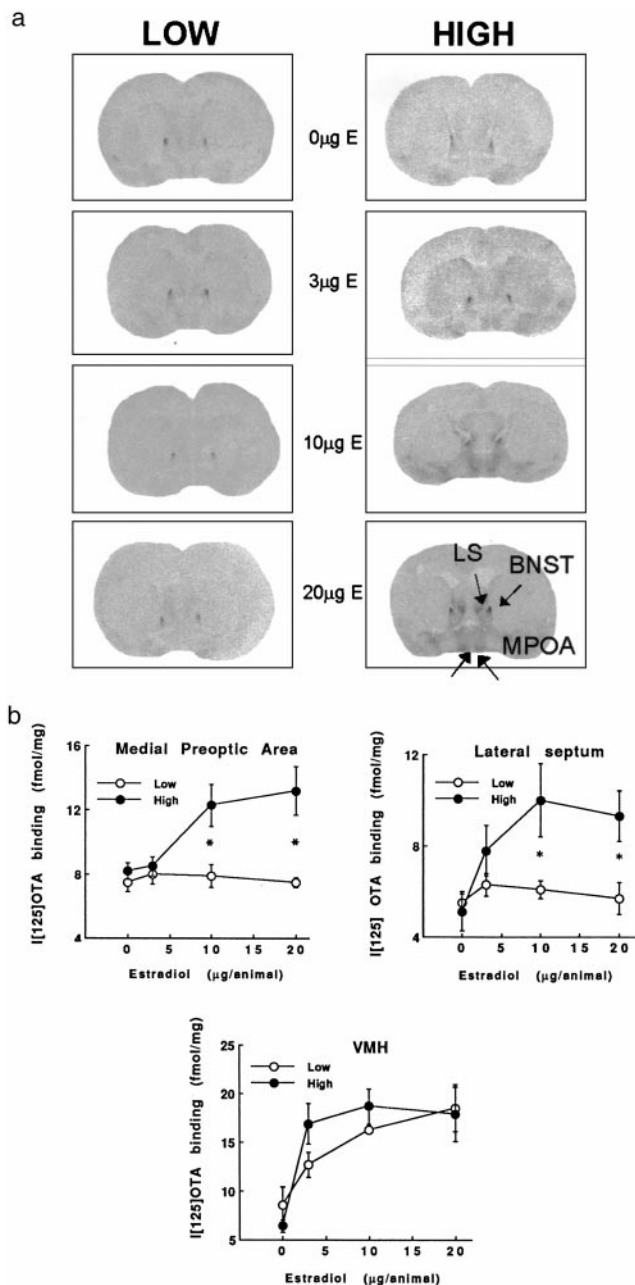 a
LOW HIGH
0µg E
3µg E
10µg E
20µg E
LS
BNST
MPOA
b
Medial Preoptic Area
Low
High
I[125]OTA binding (fmol/mg)
16
12
8
4
* *
0 5 10 15 20
Estradiol (µg/animal)
Lateral septum
Low
High
I[125] OTA binding (fmol/mg)
12
8
4
* *
0 5 10 15 20
Estradiol (µg/animal)
VMH
Low
High
I[125]OTA binding (fmol/mg)
25
20
15
10
5
0 5 10 15 20
Estradiol (µg/animal)